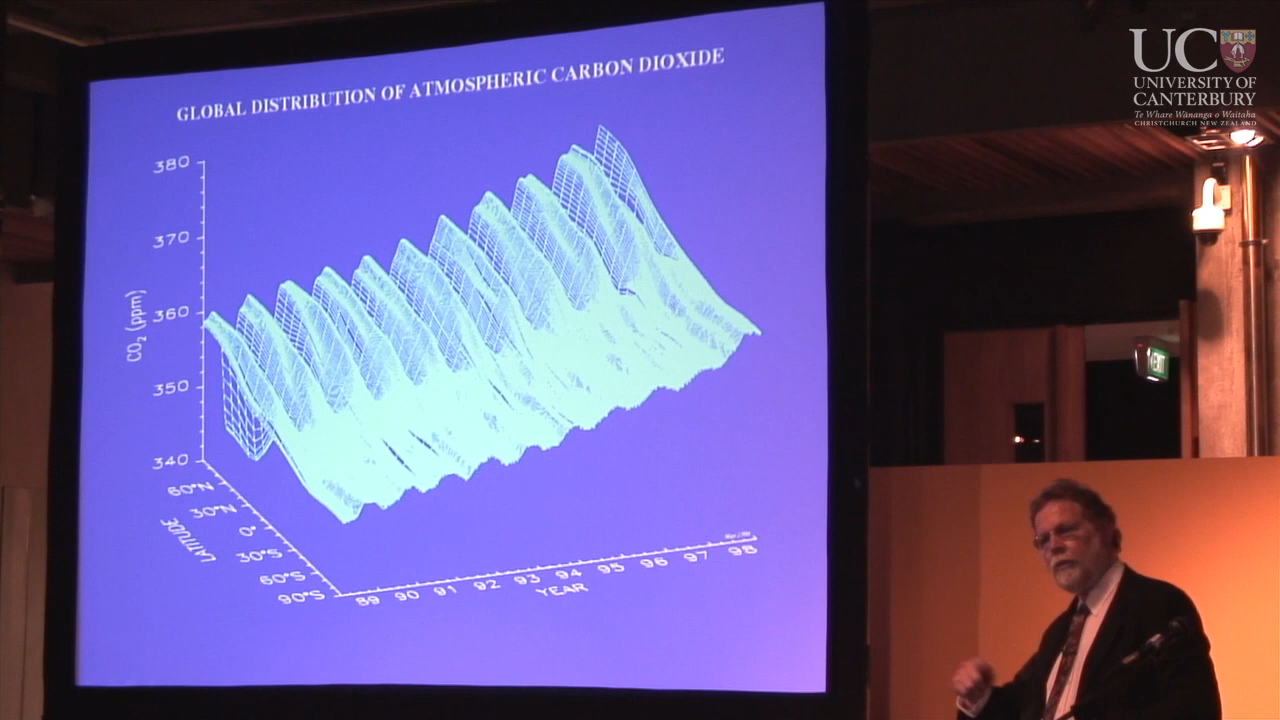 GLOBAL DISTRIBUTION OF ATMOSPHERIC CARBON DIOXIDE
380
370
360
350
340
CO2 (ppm)
60°N
30°N
0°
30°S
60°S
90°S
LATITUDE
89 90 91 92 93 94 95 96 97 98
YEAR
UC
UNIVERSITY OF
CANTERBURY
Te Whare Wānanga o Waitaha
CHRISTCHURCH NEW ZEALAND
EXIT